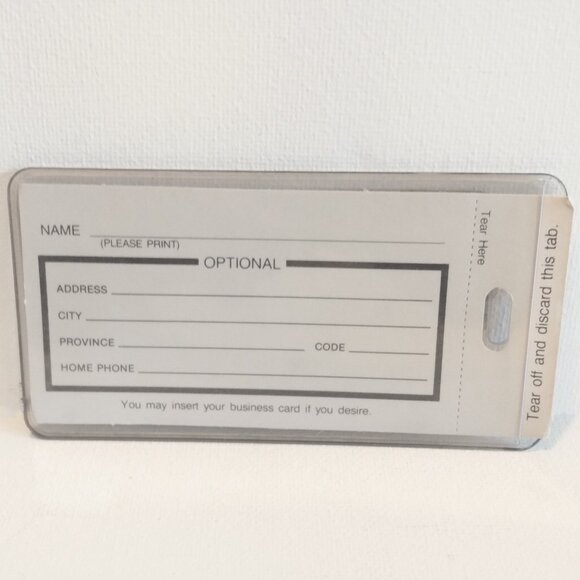 NAME
(PLEASE PRINT)
OPTIONAL
ADDRESS
CITY
PROVINCE CODE
HOME PHONE
You may insert your business card if you desire.
Tear Here
Tear off and discard this tab.